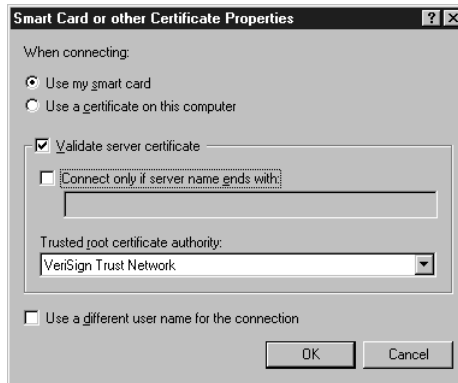 Smart Card or other Certificate Properties
When connecting:
Use my smart card
Use a certificate on this computer
Validate server certificate
Connect only if server name ends with:
Trusted root certificate authority:
VeriSign Trust Network
Use a different user name for the connection
OK Cancel